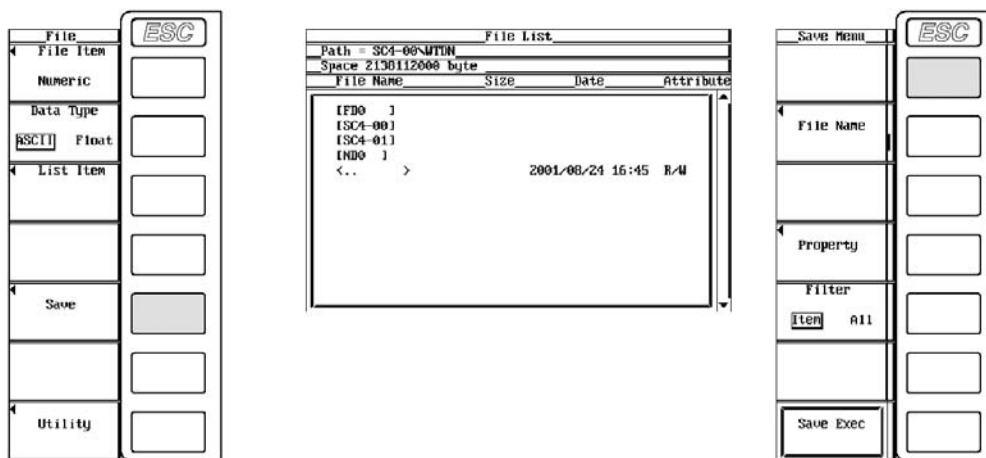 File
ESC
File Item
Numeric
Data Type
ASCII Float
List Item
Save
Utility
File List
Path = SC4-00\WTDN
Space 2138112000 byte
File Name Size Date Attribute
[FD0 ]
[SC4-00]
[SC4-01]
[ND0 ]
<.. > 2001/08/24 16:45 R/W
Save Menu
ESC
File Name
Property
Filter
Item All
Save Exec